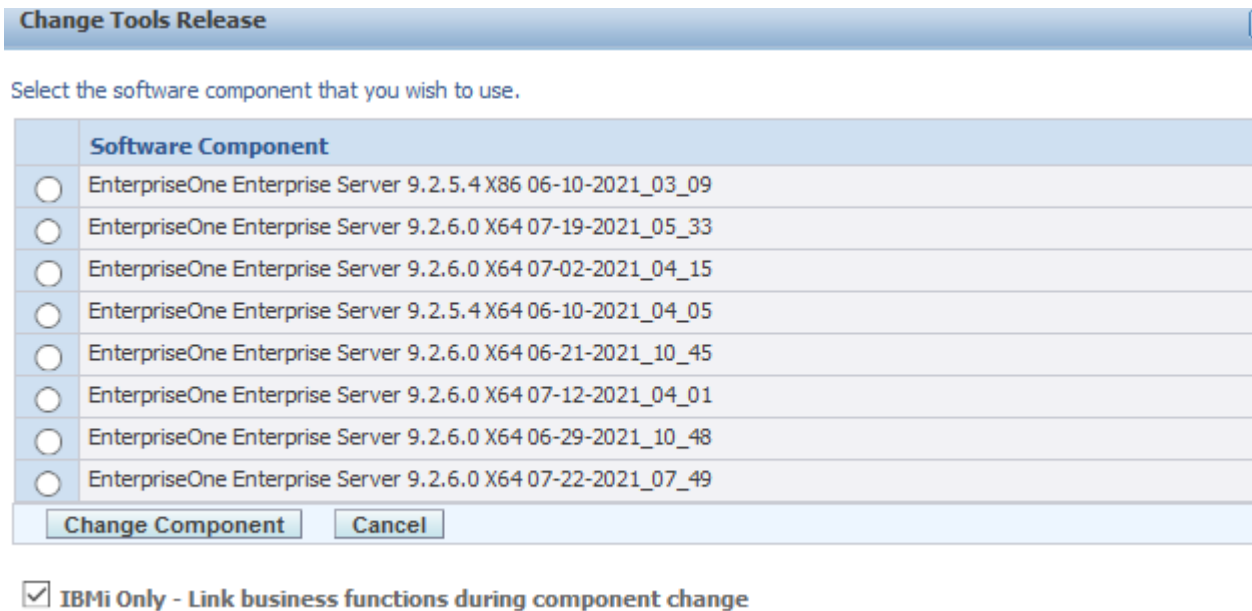 Change Tools Release
Select the software component that you wish to use.
Software Component
EnterpriseOne Enterprise Server 9.2.5.4 X86 06-10-2021_03_09
EnterpriseOne Enterprise Server 9.2.6.0 X64 07-19-2021_05_33
EnterpriseOne Enterprise Server 9.2.6.0 X64 07-02-2021_04_15
EnterpriseOne Enterprise Server 9.2.5.4 X64 06-10-2021_04_05
EnterpriseOne Enterprise Server 9.2.6.0 X64 06-21-2021_10_45
EnterpriseOne Enterprise Server 9.2.6.0 X64 07-12-2021_04_01
EnterpriseOne Enterprise Server 9.2.6.0 X64 06-29-2021_10_48
EnterpriseOne Enterprise Server 9.2.6.0 X64 07-22-2021_07_49
Change Component Cancel
IBMi Only - Link business functions during component change